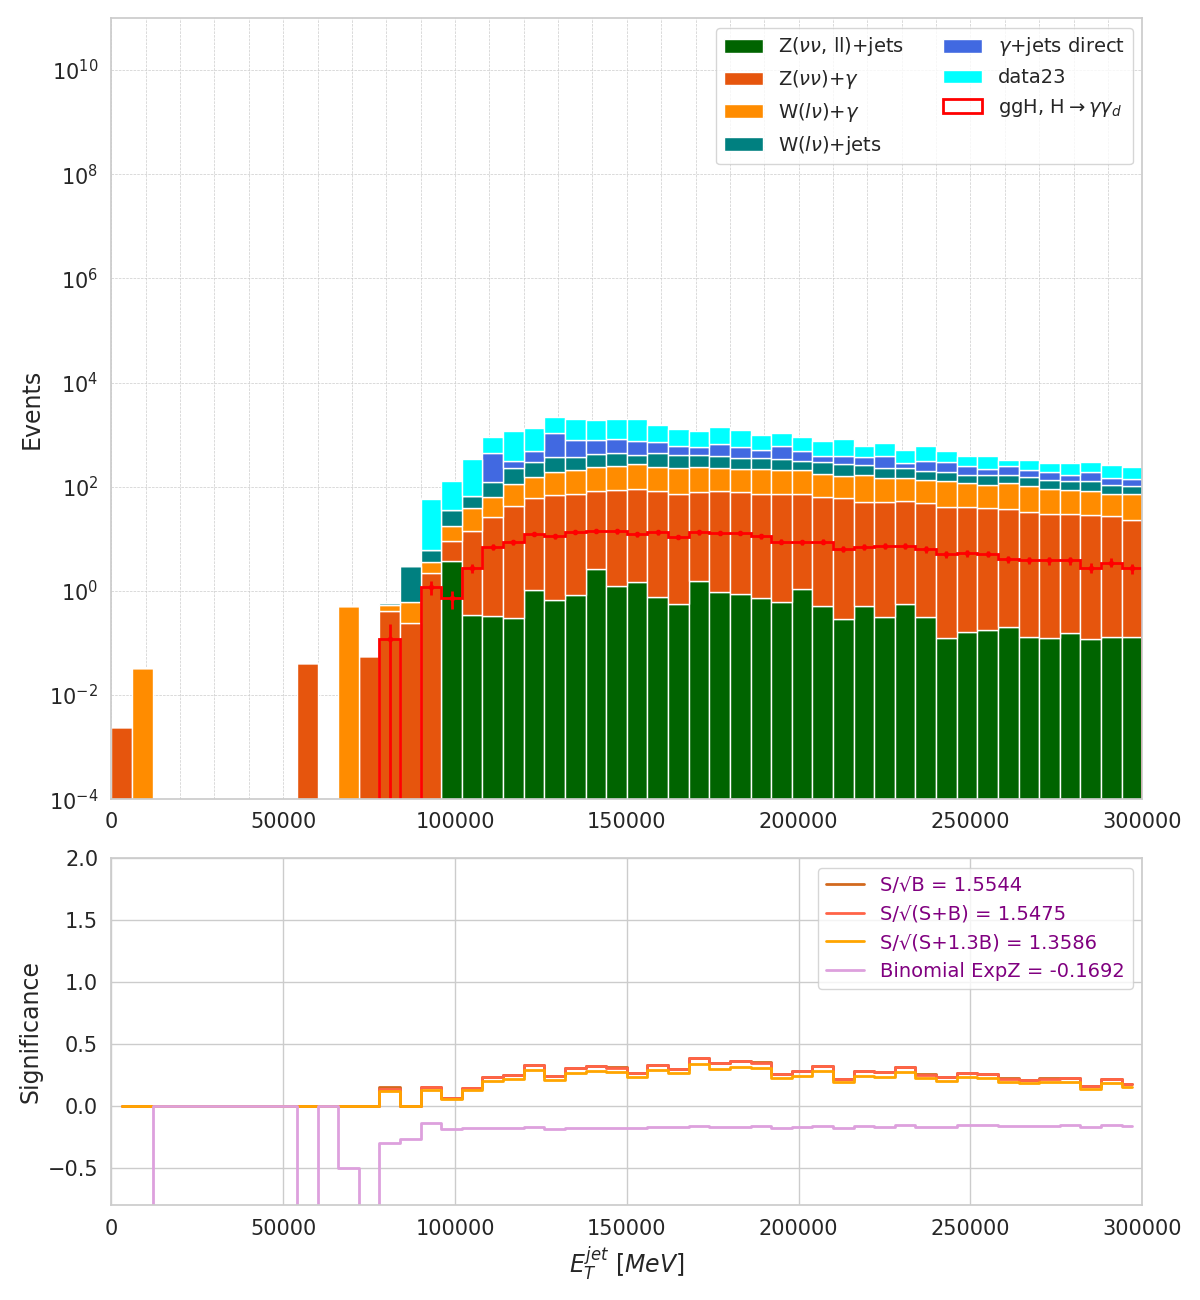 Z(νν, ll)+jets
Z(νν)+γ
W(lν)+γ
W(lν)+jets
γ+jets direct
data23
ggH, H→γγ_d
10^10
10^8
10^6
10^4
10^2
10^0
10^−2
10^−4
Events
0 50000 100000 150000 200000 250000 300000
S/√B = 1.5544
S/√(S+B) = 1.5475
S/√(S+1.3B) = 1.3586
Binomial ExpZ = -0.1692
2.0
1.5
1.0
0.5
0.0
−0.5
Significance
0 50000 100000 150000 200000 250000 300000
E_T^jet [MeV]